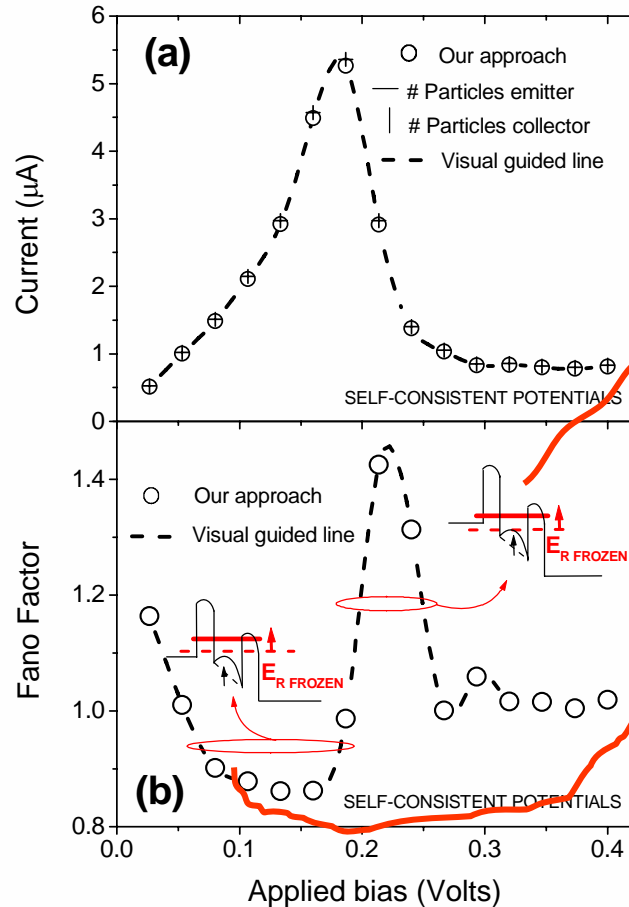 (a)
Our approach
# Particles emitter
# Particles collector
Visual guided line
Current (μA)
6
5
4
3
2
1
0
SELF-CONSISTENT POTENTIALS
(b)
Our approach
Visual guided line
Fano Factor
1.4
1.2
1.0
0.8
E_R FROZEN
E_R FROZEN
SELF-CONSISTENT POTENTIALS
0.0 0.1 0.2 0.3 0.4
Applied bias (Volts)